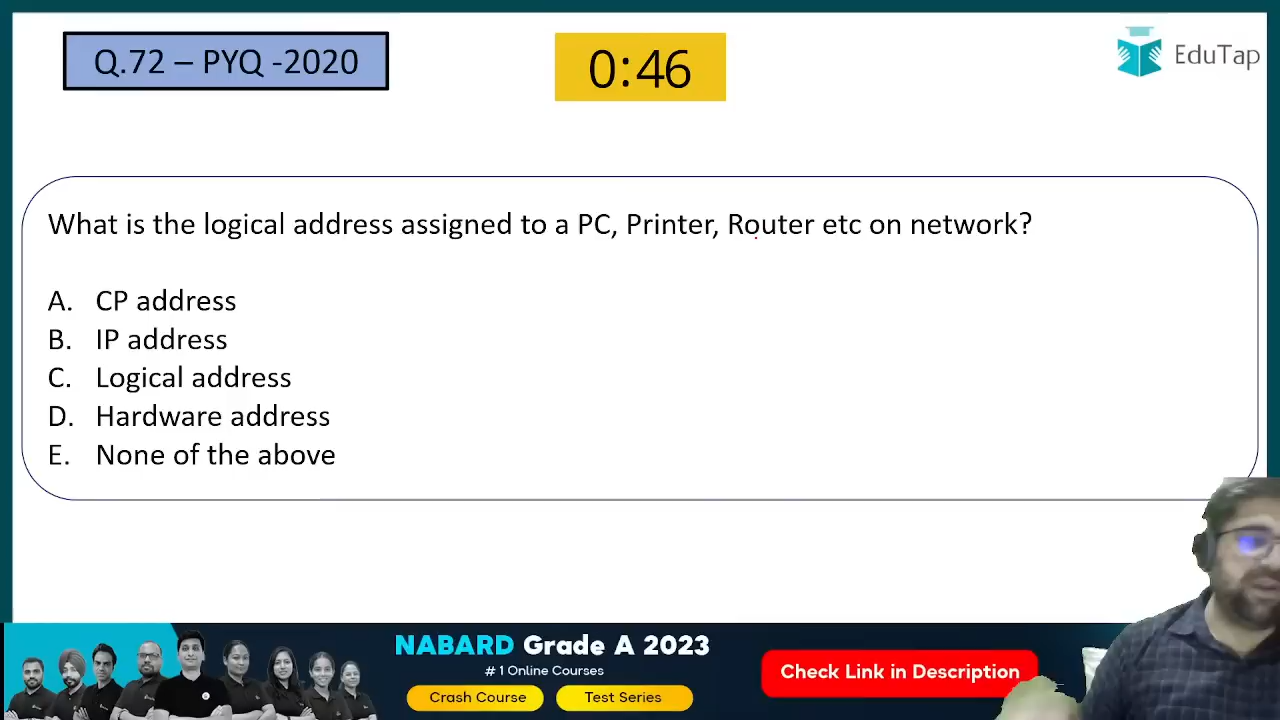 Q.72 – PYQ -2020
0:46
EduTap
What is the logical address assigned to a PC, Printer, Router etc on network?
A. CP address
B. IP address
C. Logical address
D. Hardware address
E. None of the above
NABARD Grade A 2023
# 1 Online Courses
Crash Course
Test Series
Check Link in Description